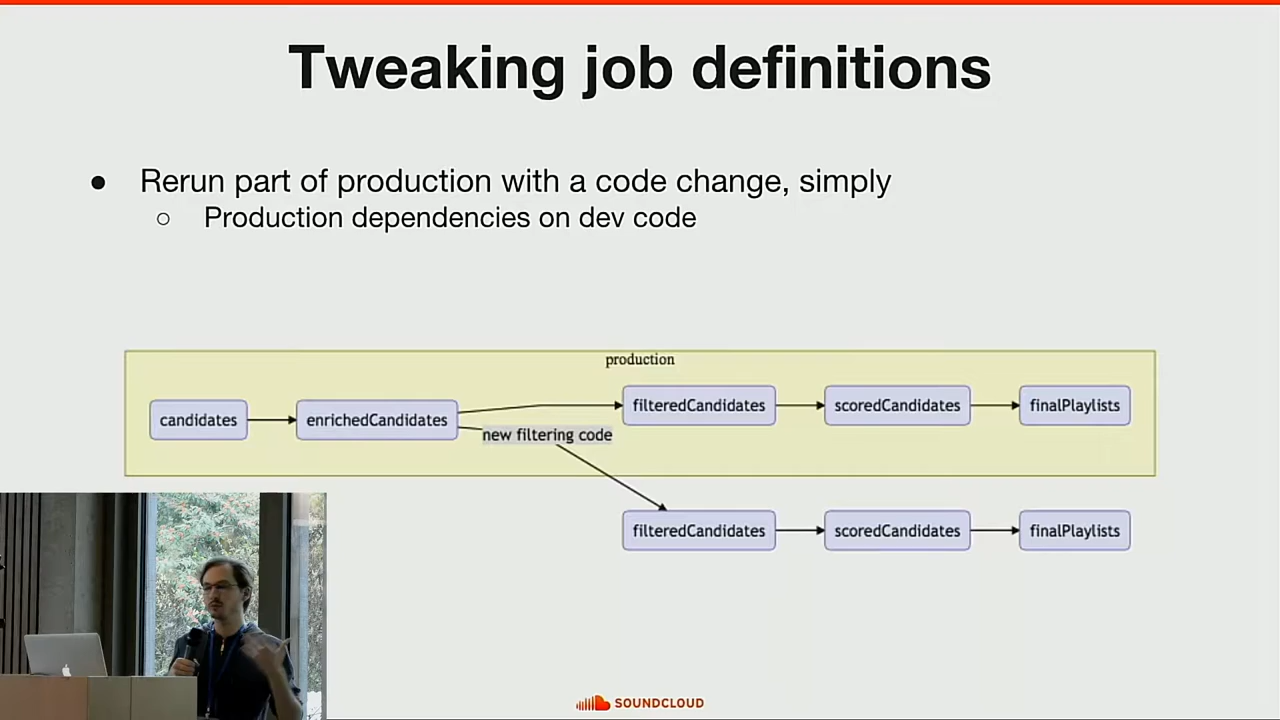 Tweaking job definitions
● Rerun part of production with a code change, simply
○ Production dependencies on dev code
production
candidates
enrichedCandidates
filteredCandidates
scoredCandidates
finalPlaylists
new filtering code
filteredCandidates
scoredCandidates
finalPlaylists
SOUNDCLOUD